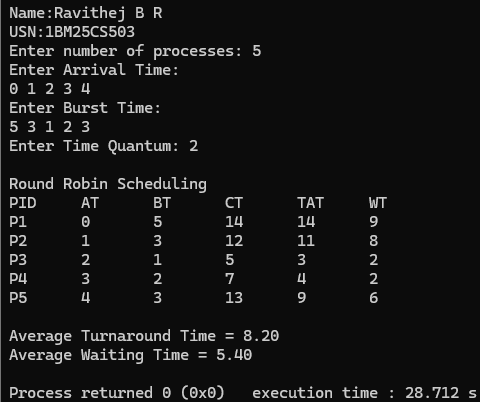 Name:Ravithej B R
USN:1BM25CS503
Enter number of processes: 5
Enter Arrival Time:
0 1 2 3 4
Enter Burst Time:
5 3 1 2 3
Enter Time Quantum: 2
Round Robin Scheduling
PID AT BT CT TAT WT
P1 0 5 14 14 9
P2 1 3 12 11 8
P3 2 1 5 3 2
P4 3 2 7 4 2
P5 4 3 13 9 6
Average Turnaround Time = 8.20
Average Waiting Time = 5.40
Process returned 0 (0x0) execution time : 28.712 s